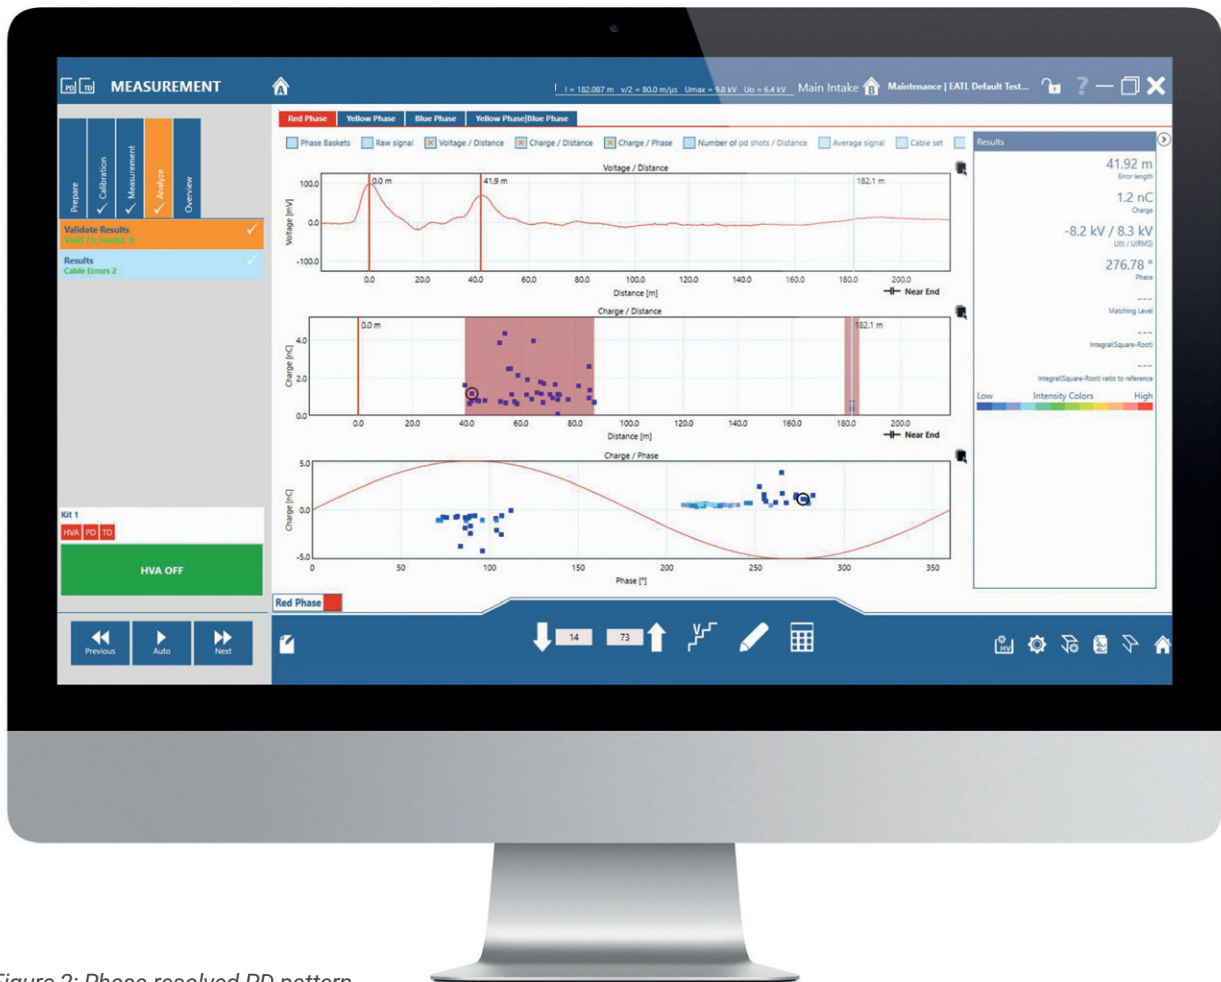 PD TD MEASUREMENT
l = 182.087 m v/2 = 80.0 m/µs Umax = 9.8 kV Uo = 6.4 kV Main Intake B Maintenance | EATL Default Test...
Prepare
Calibration
Measurement
Analyze
Overview
Validate Results
Results
Cable Errors 2
Kit 1
HVA PD TD
HVA OFF
Previous Auto Next
Red Phase Yellow Phase Blue Phase Yellow Phase|Blue Phase
Phase Baskets Raw signal Voltage / Distance Charge / Distance Charge / Phase Number of pd shots / Distance Average signal Cable set
Voltage / Distance
0.0 m 41.9 m 182.1 m
Voltage [mV]
100.0
0.0
-100.0
0.0 20.0 40.0 60.0 80.0 100.0 120.0 140.0 160.0 180.0 200.0
Distance [m]
Near End
Charge / Distance
0.0 m 182.1 m
Charge [nC]
4.0
2.0
0.0
0.0 20.0 40.0 60.0 80.0 100.0 120.0 140.0 160.0 180.0 200.0
Distance [m]
Near End
Charge / Phase
Charge [nC]
5.0
0.0
-5.0
0 50 100 150 200 250 300 350
Phase [°]
Red Phase
14 73
V
HV
Results
41.92 m
Error length
1.2 nC
Charge
-8.2 kV / 8.3 kV
U(t) / U(RMS)
276.78 °
Phase
---
Matching Level
---
Integral(Square-Root)
---
Integral(Square-Root) ratio to reference
Low Intensity Colors High
Figure 2: Phase resolved PD pattern